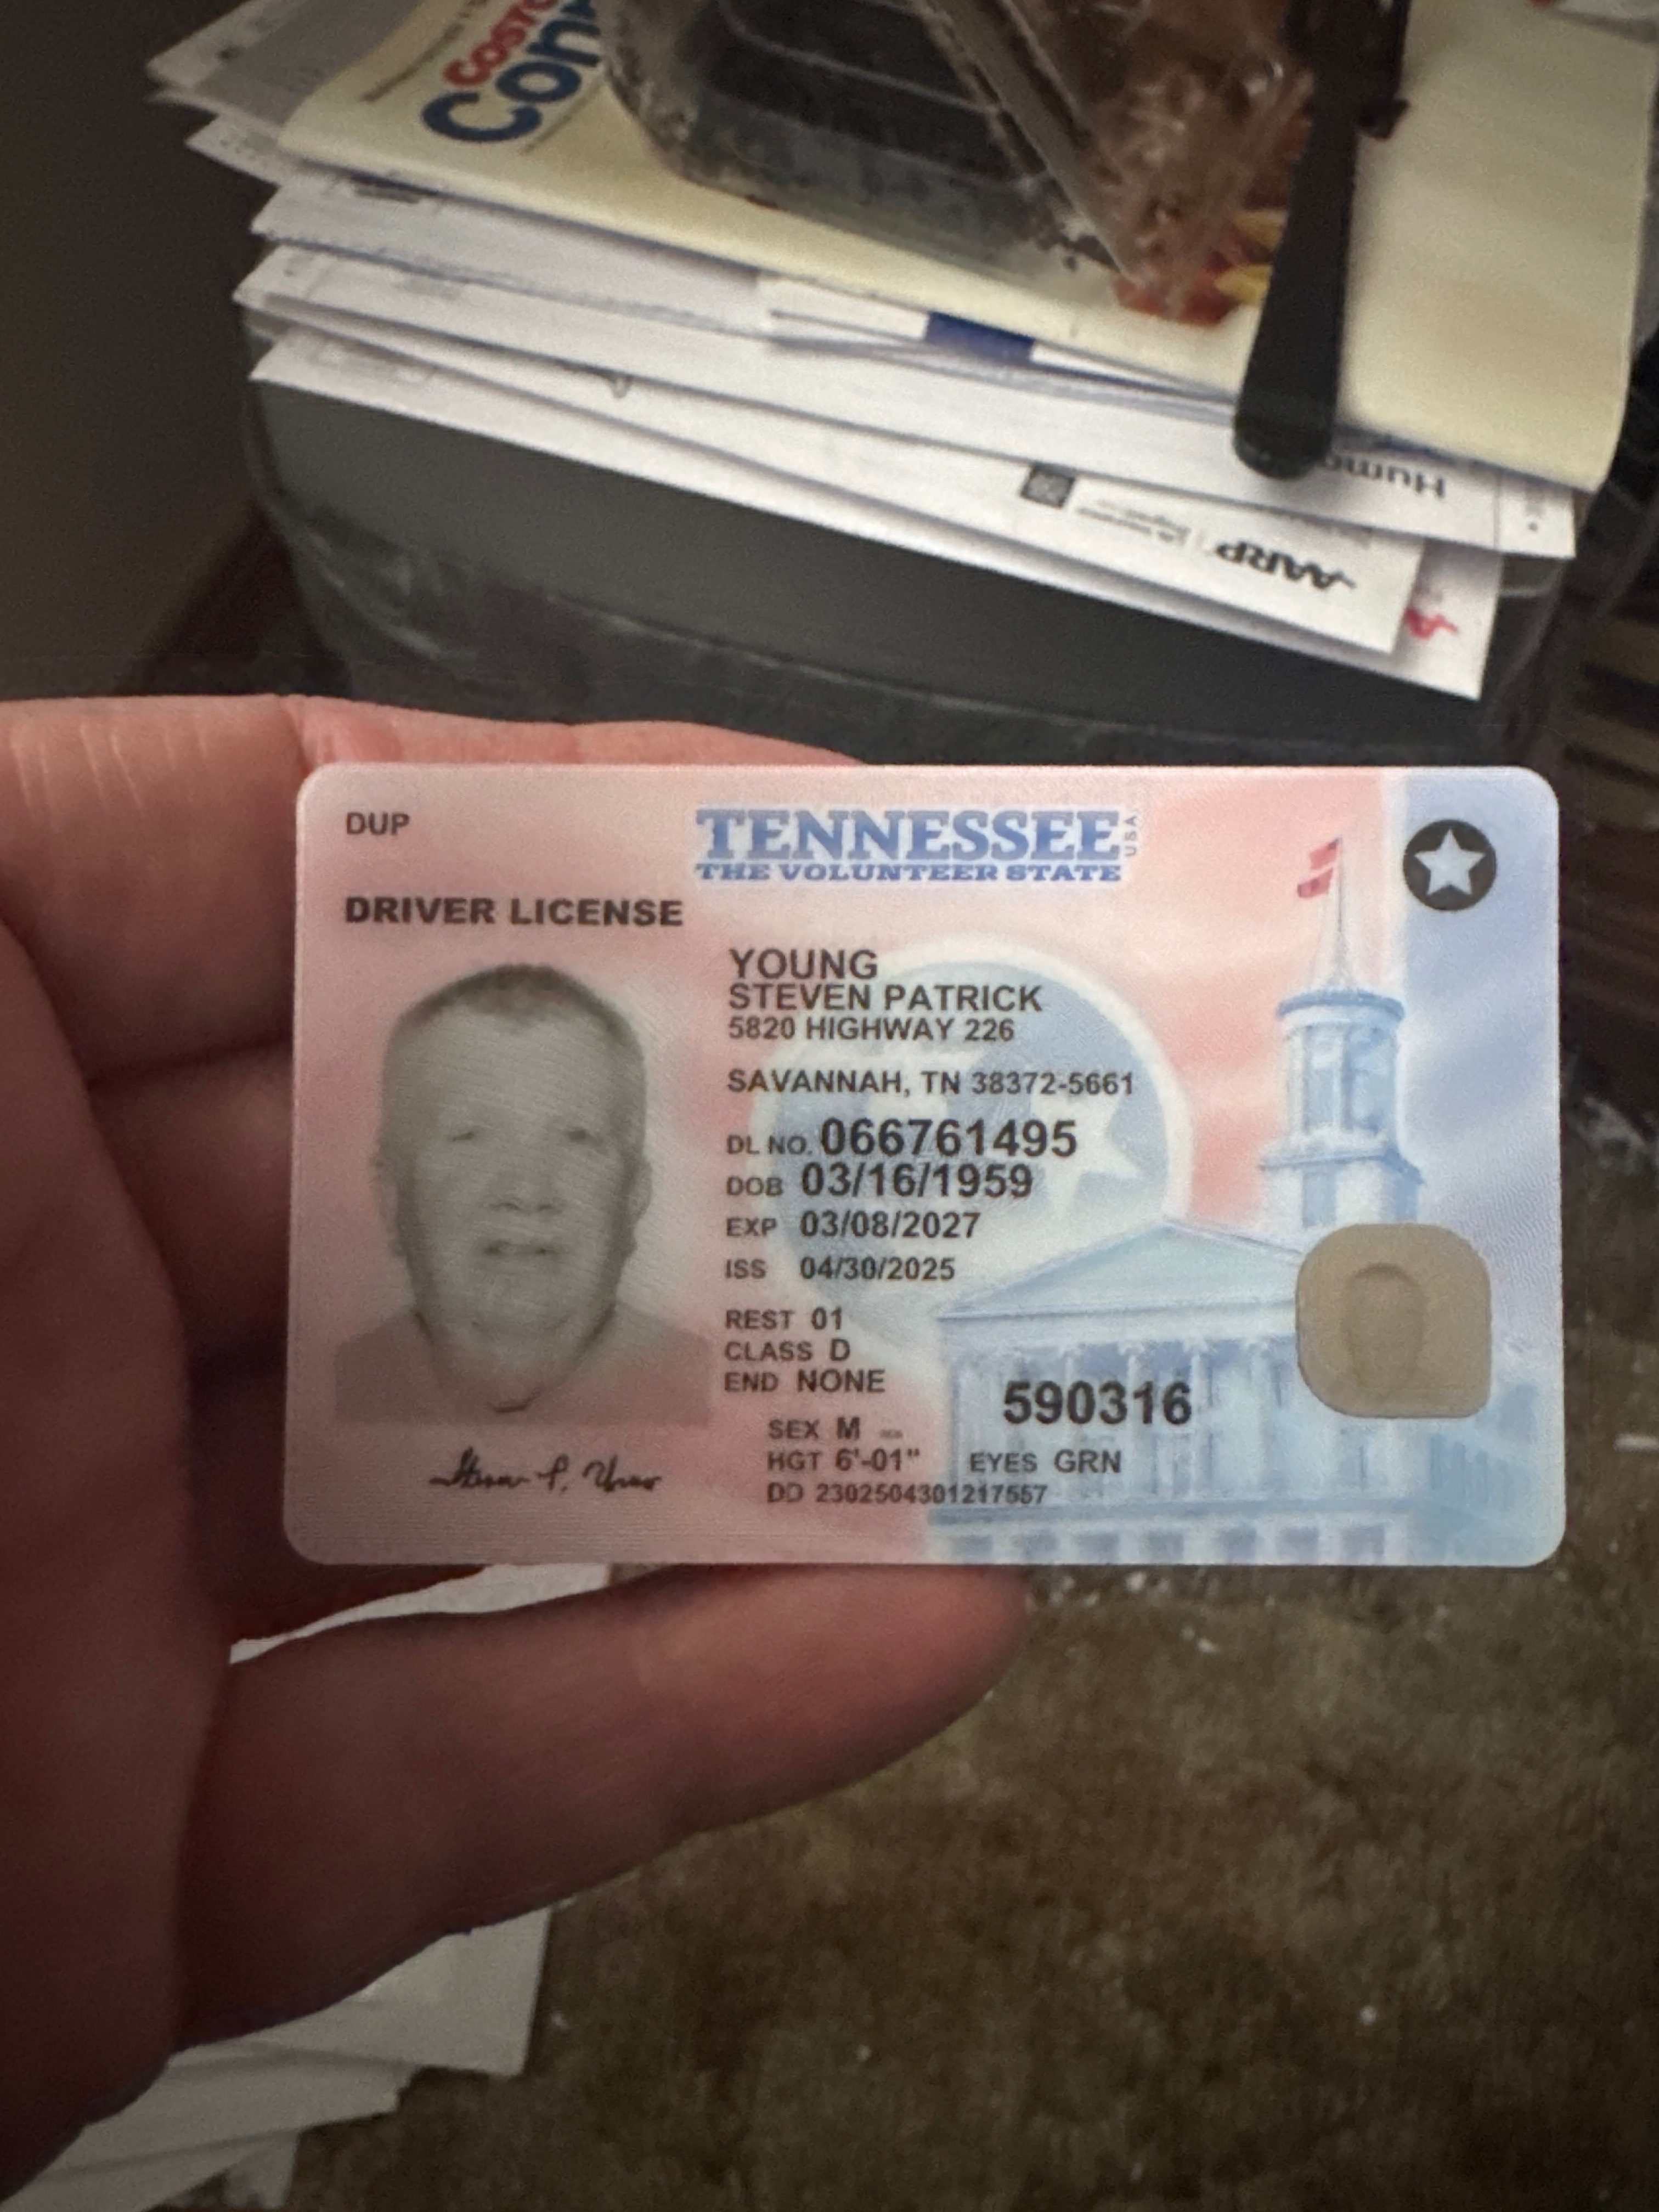 COSTCO
DUP
TENNESSEE
USA
THE VOLUNTEER STATE
DRIVER LICENSE
YOUNG
STEVEN PATRICK
5820 HIGHWAY 226
SAVANNAH, TN 38372-5661
DL NO. 066761495
DOB 03/16/1959
EXP 03/08/2027
ISS 04/30/2025
REST 01
CLASS D
END NONE
590316
SEX M
HGT 6'-01" EYES GRN
DD 2302504301217557
AARP